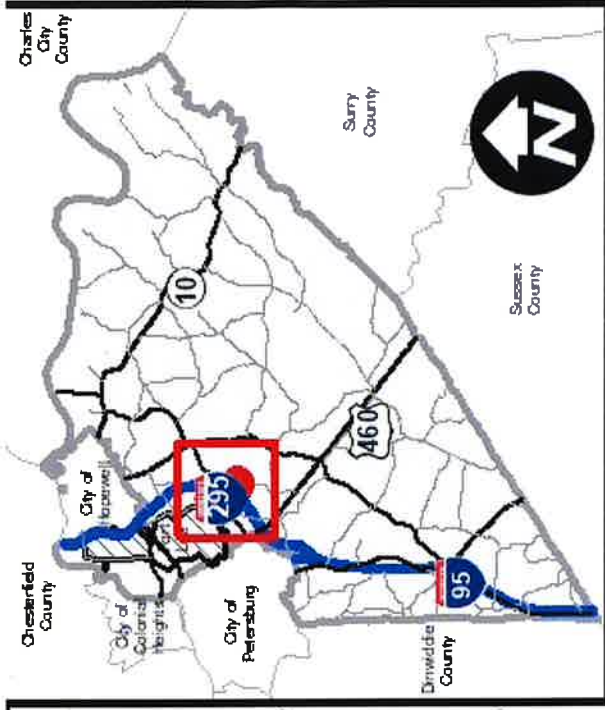 Charles
City
County
Chesterfield
County
City of
Hopewell
City of
Colonial
Heights
10
Surry
County
295
City of
Petersburg
N
460
Sussex
County
Dinwiddie
County
95